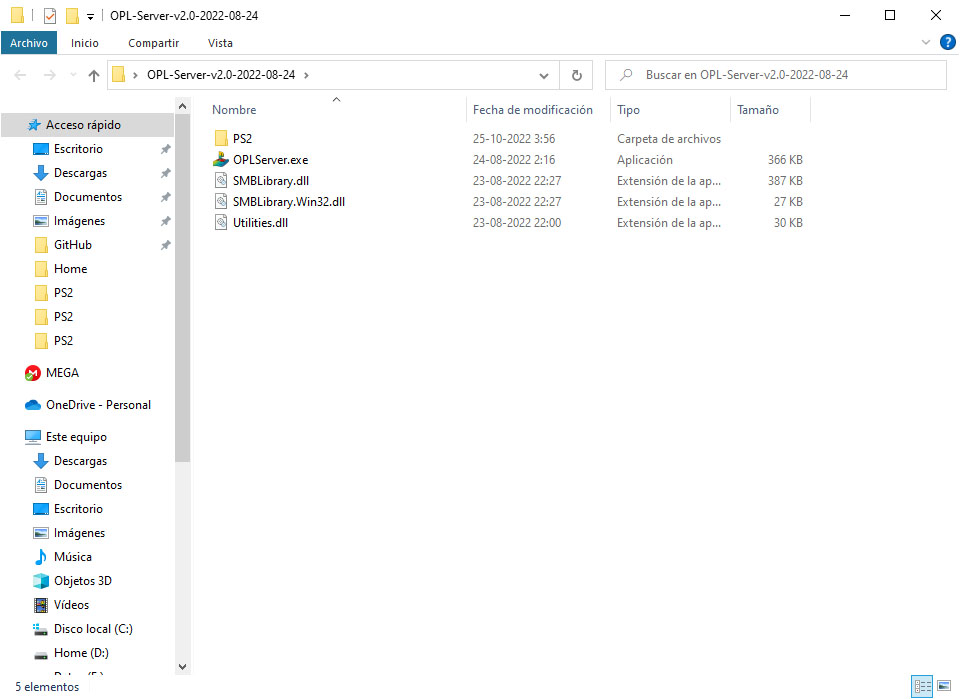 OPL-Server-v2.0-2022-08-24
Archivo Inicio Compartir Vista
OPL-Server-v2.0-2022-08-24
Buscar en OPL-Server-v2.0-2022-08-24
Acceso rápido
Escritorio
Descargas
Documentos
Imágenes
GitHub
Home
PS2
PS2
PS2
MEGA
OneDrive - Personal
Este equipo
Descargas
Documentos
Escritorio
Imágenes
Música
Objetos 3D
Vídeos
Disco local (C:)
Home (D:)
Nombre Fecha de modificación Tipo Tamaño
PS2 25-10-2022 3:56 Carpeta de archivos
OPLServer.exe 24-08-2022 2:16 Aplicación 366 KB
SMBLibrary.dll 23-08-2022 22:27 Extensión de la ap... 387 KB
SMBLibrary.Win32.dll 23-08-2022 22:27 Extensión de la ap... 27 KB
Utilities.dll 23-08-2022 22:00 Extensión de la ap... 30 KB
5 elementos